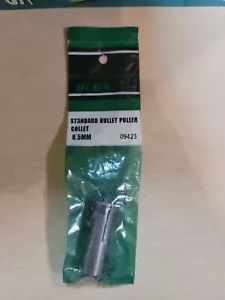 STANDARD BULLET PULLER
COLLET
6.5MM 09423